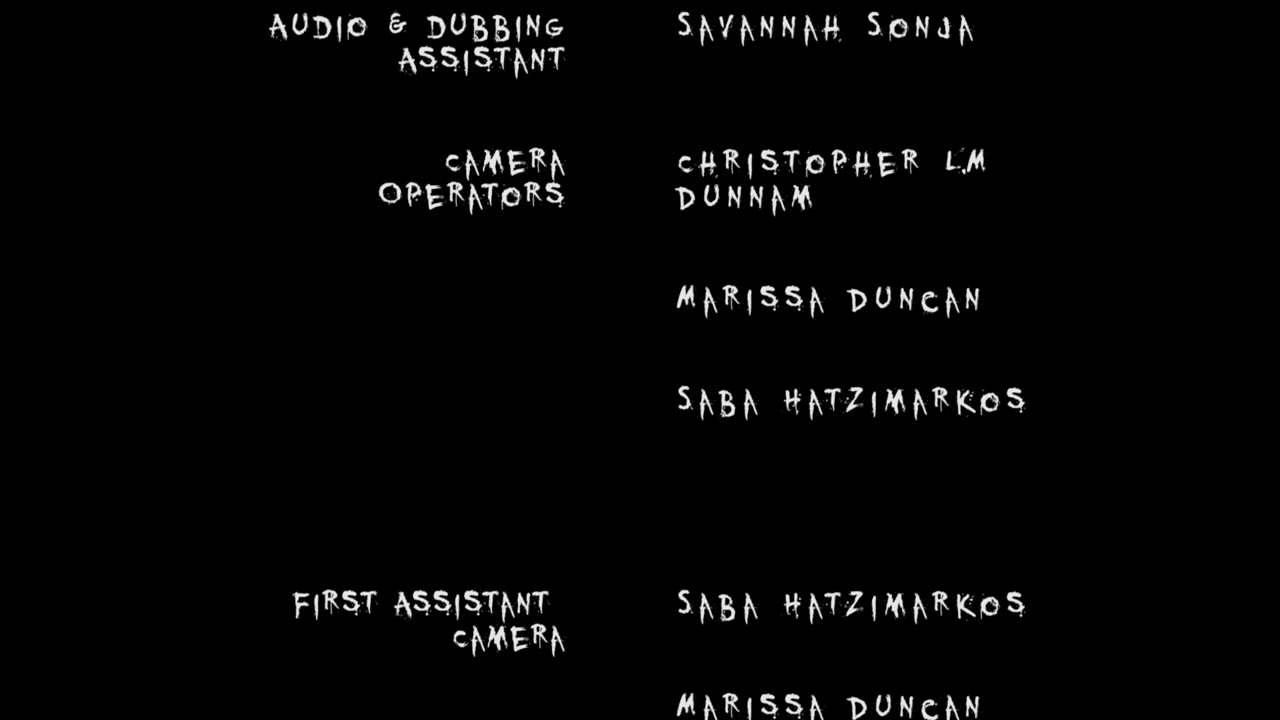 AUDIO & DUBBING SAVANNAH SONJA
ASSISTANT
CAMERA CHRISTOPHER L.M
OPERATORS DUNNAM
MARISSA DUNCAN
SABA HATZIMARKOS
FIRST ASSISTANT SABA HATZIMARKOS
CAMERA
MARISSA DUNCAN